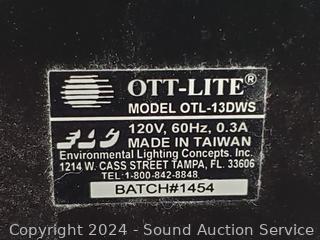 OTT-LITE®
MODEL OTL-13DWS
120V, 60Hz, 0.3A
MADE IN TAIWAN
Environmental Lighting Concepts, Inc.
1214 W. CASS STREET TAMPA, FL. 33606
TEL:1-800-842-8848
BATCH#1454
Copyright 2024 - Sound Auction Service